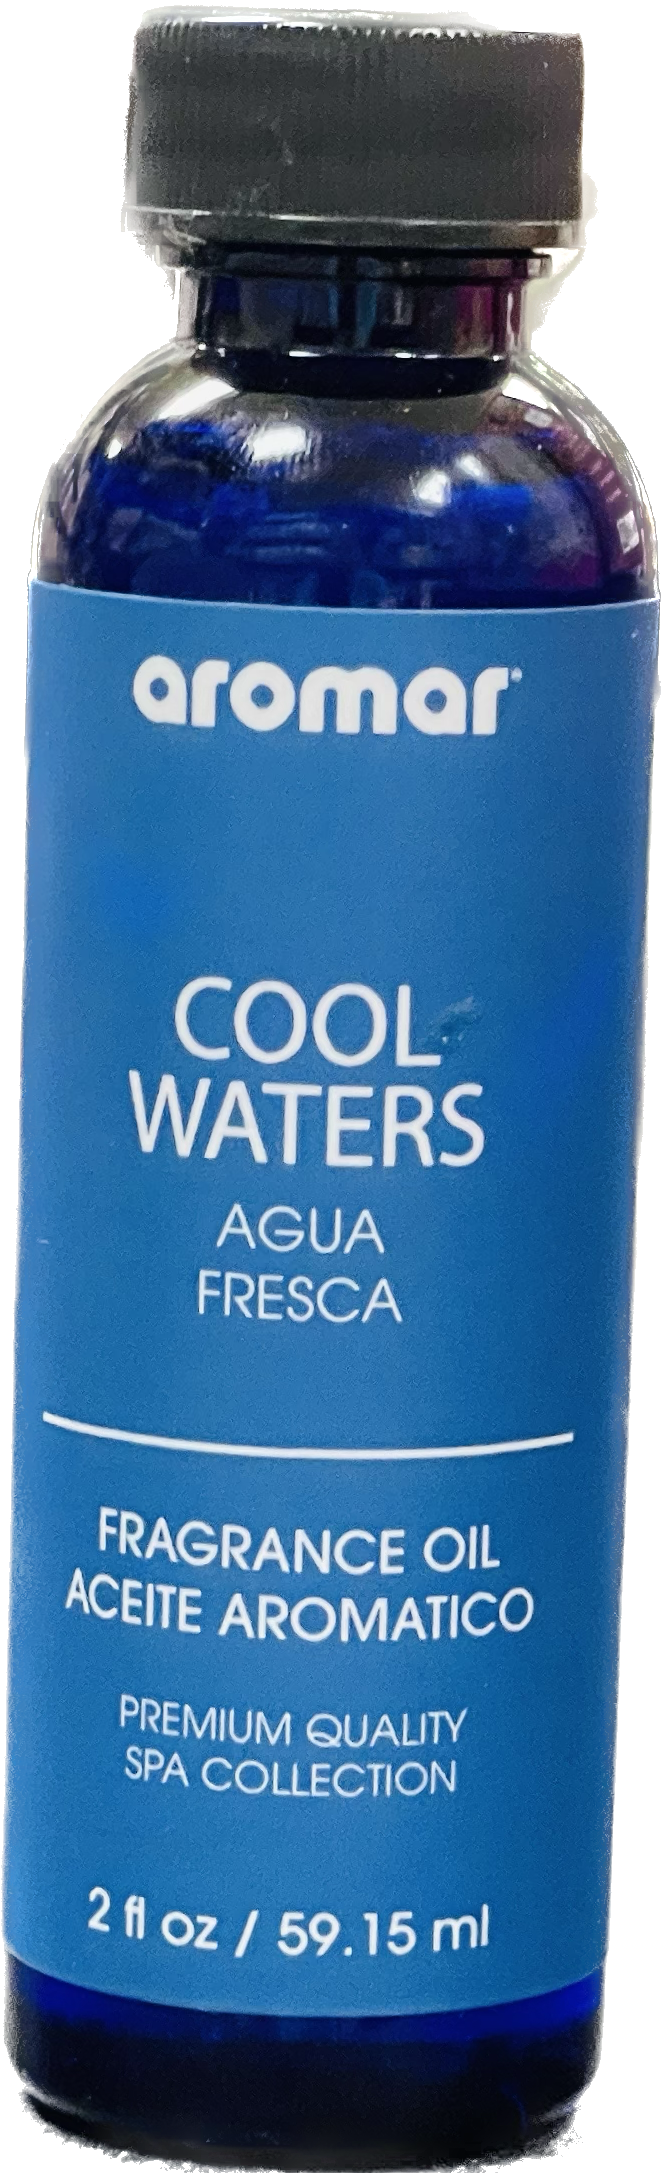 aromar
COOL
WATERS
AGUA
FRESCA
FRAGRANCE OIL
ACEITE AROMATICO
PREMIUM QUALITY
SPA COLLECTION
2 fl oz / 59.15 ml